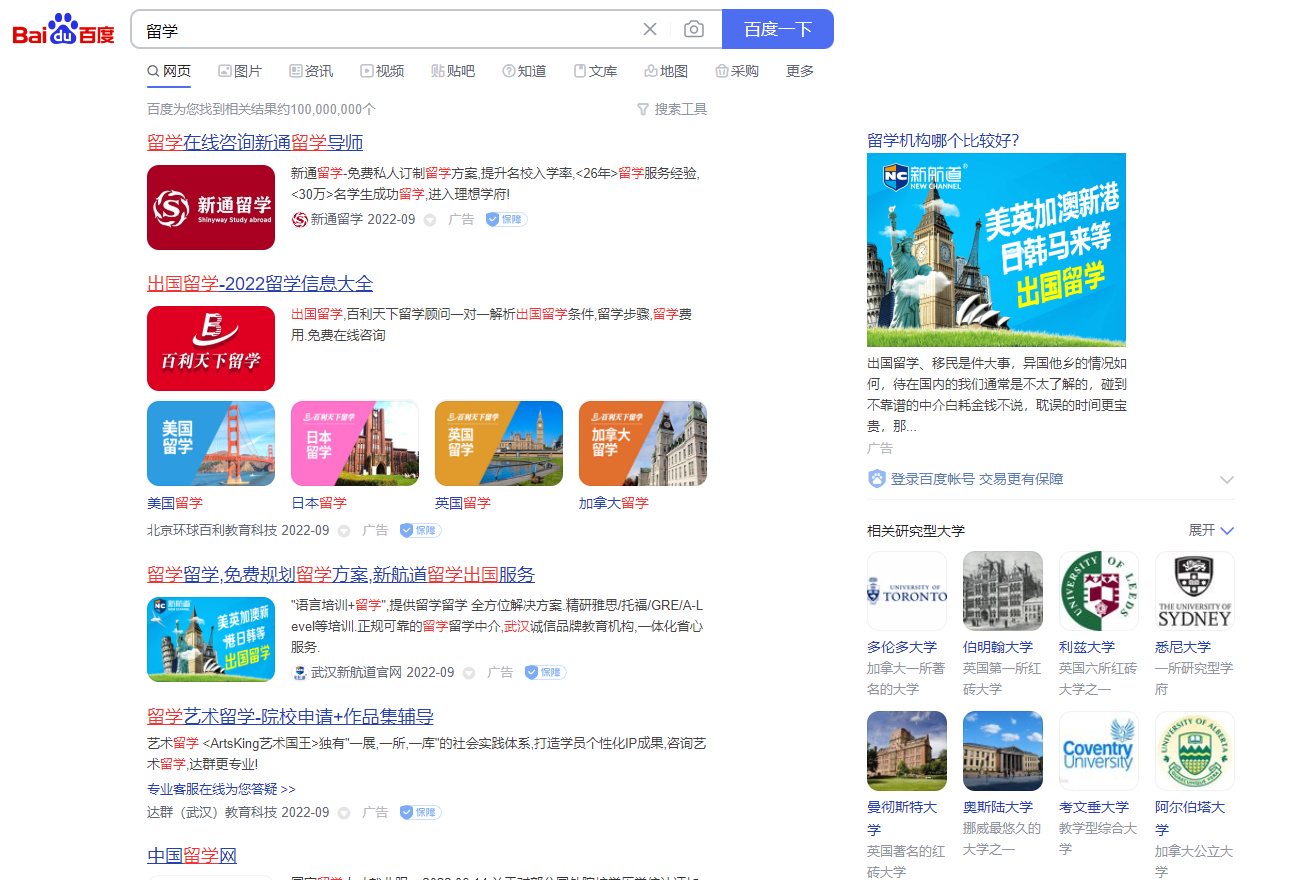 Bai du 百度
留学
百度一下
网页 图片 资讯 视频 贴吧 知道 文库 地图 采购 更多
百度为您找到相关结果约100,000,000个
搜索工具
留学在线咨询新通留学导师
新通留学
Shinyway Study abroad
新通留学-免费私人订制留学方案,提升名校入学率,<26年>留学服务经验,
<30万>名学生成功留学,进入理想学府!
新通留学 2022-09 广告 保障
出国留学-2022留学信息大全
百利天下留学
出国留学,百利天下留学顾问一对一解析出国留学条件,留学步骤,留学费
用.免费在线咨询
美国
留学
百利天下留学
日本
留学
百利天下留学
英国
留学
百利天下留学
加拿大
留学
美国留学
日本留学
英国留学
加拿大留学
北京环球百利教育科技 2022-09 广告 保障
留学留学,免费规划留学方案,新航道留学出国服务
NC 新航道
美英加澳新
港日韩等
出国留学
"语言培训+留学",提供留学留学 全方位解决方案.精研雅思/托福/GRE/A-L
evel等培训.正规可靠的留学留学中介,武汉诚信品牌教育机构,一体化省心
服务.
武汉新航道官网 2022-09 广告 保障
留学艺术留学-院校申请+作品集辅导
艺术留学 <ArtsKing艺术国王>独有"一展,一所,一库"的社会实践体系,打造学员个性化IP成果,咨询艺
术留学,达群更专业!
专业客服在线为您答疑 >>
达群（武汉）教育科技 2022-09 广告 保障
中国留学网
留学机构哪个比较好?
NC 新航道®
NEW CHANNEL
美英加澳新港
日韩马来等
出国留学
出国留学、移民是件大事，异国他乡的情况如
何，待在国内的我们通常是不太了解的，碰到
不靠谱的中介白耗金钱不说，耽误的时间更宝
贵，那...
广告
登录百度帐号 交易更有保障
相关研究型大学
展开
UNIVERSITY OF
TORONTO
UNIVERSITY OF LEEDS
THE UNIVERSITY OF
SYDNEY
多伦多大学
加拿大一所著
名的大学
伯明翰大学
英国第一所红
砖大学
利兹大学
英国六所红砖
大学之一
悉尼大学
一所研究型学
府
Coventry
University
UNIVERSITY OF ALBERTA
曼彻斯特大
学
英国著名的红
砖大学
奥斯陆大学
挪威最悠久的
大学之一
考文垂大学
教学型综合大
学
阿尔伯塔大
学
加拿大公立大
学